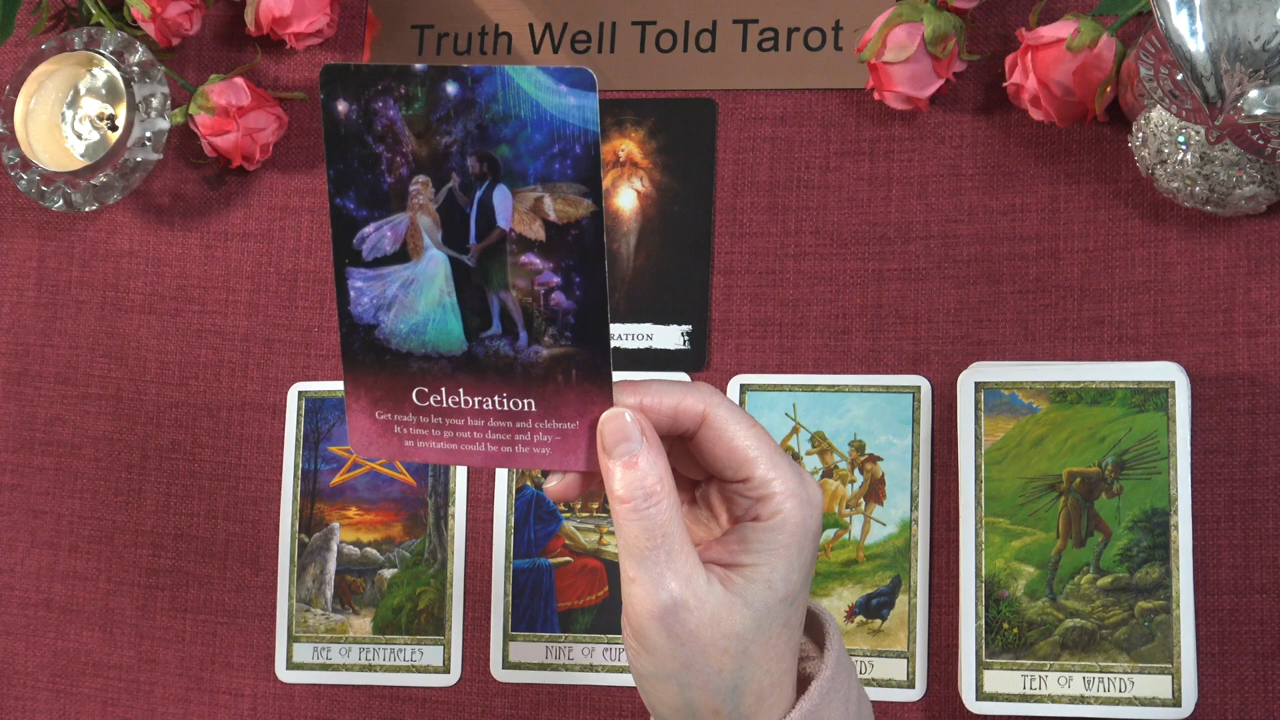 Truth Well Told Tarot
RATION
Celebration
Get ready to let your hair down and celebrate!
It's time to go out to dance and play –
an invitation could be on the way.
ACE OF PENTACLES
NINE OF CUP
DS
TEN OF WANDS